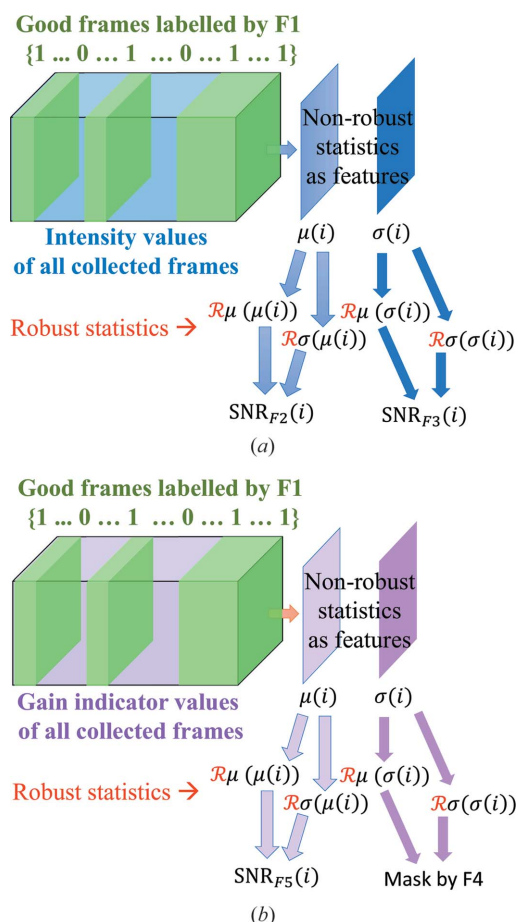 Good frames labelled by F1
{1 ... 0 ... 1 ... 0 ... 1 ... 1}
Non-robust
statistics
as features
μ(i) σ(i)
Intensity values
of all collected frames
ℛμ (μ(i)) ℛμ (σ(i))
Robust statistics →
ℛσ(μ(i)) ℛσ(σ(i))
SNR_F2(i) SNR_F3(i)
(a)
Good frames labelled by F1
{1 ... 0 ... 1 ... 0 ... 1 ... 1}
Non-robust
statistics
as features
μ(i) σ(i)
Gain indicator values
of all collected frames
ℛμ (μ(i)) ℛμ (σ(i))
Robust statistics →
ℛσ(μ(i)) ℛσ(σ(i))
SNR_F5(i) Mask by F4
(b)